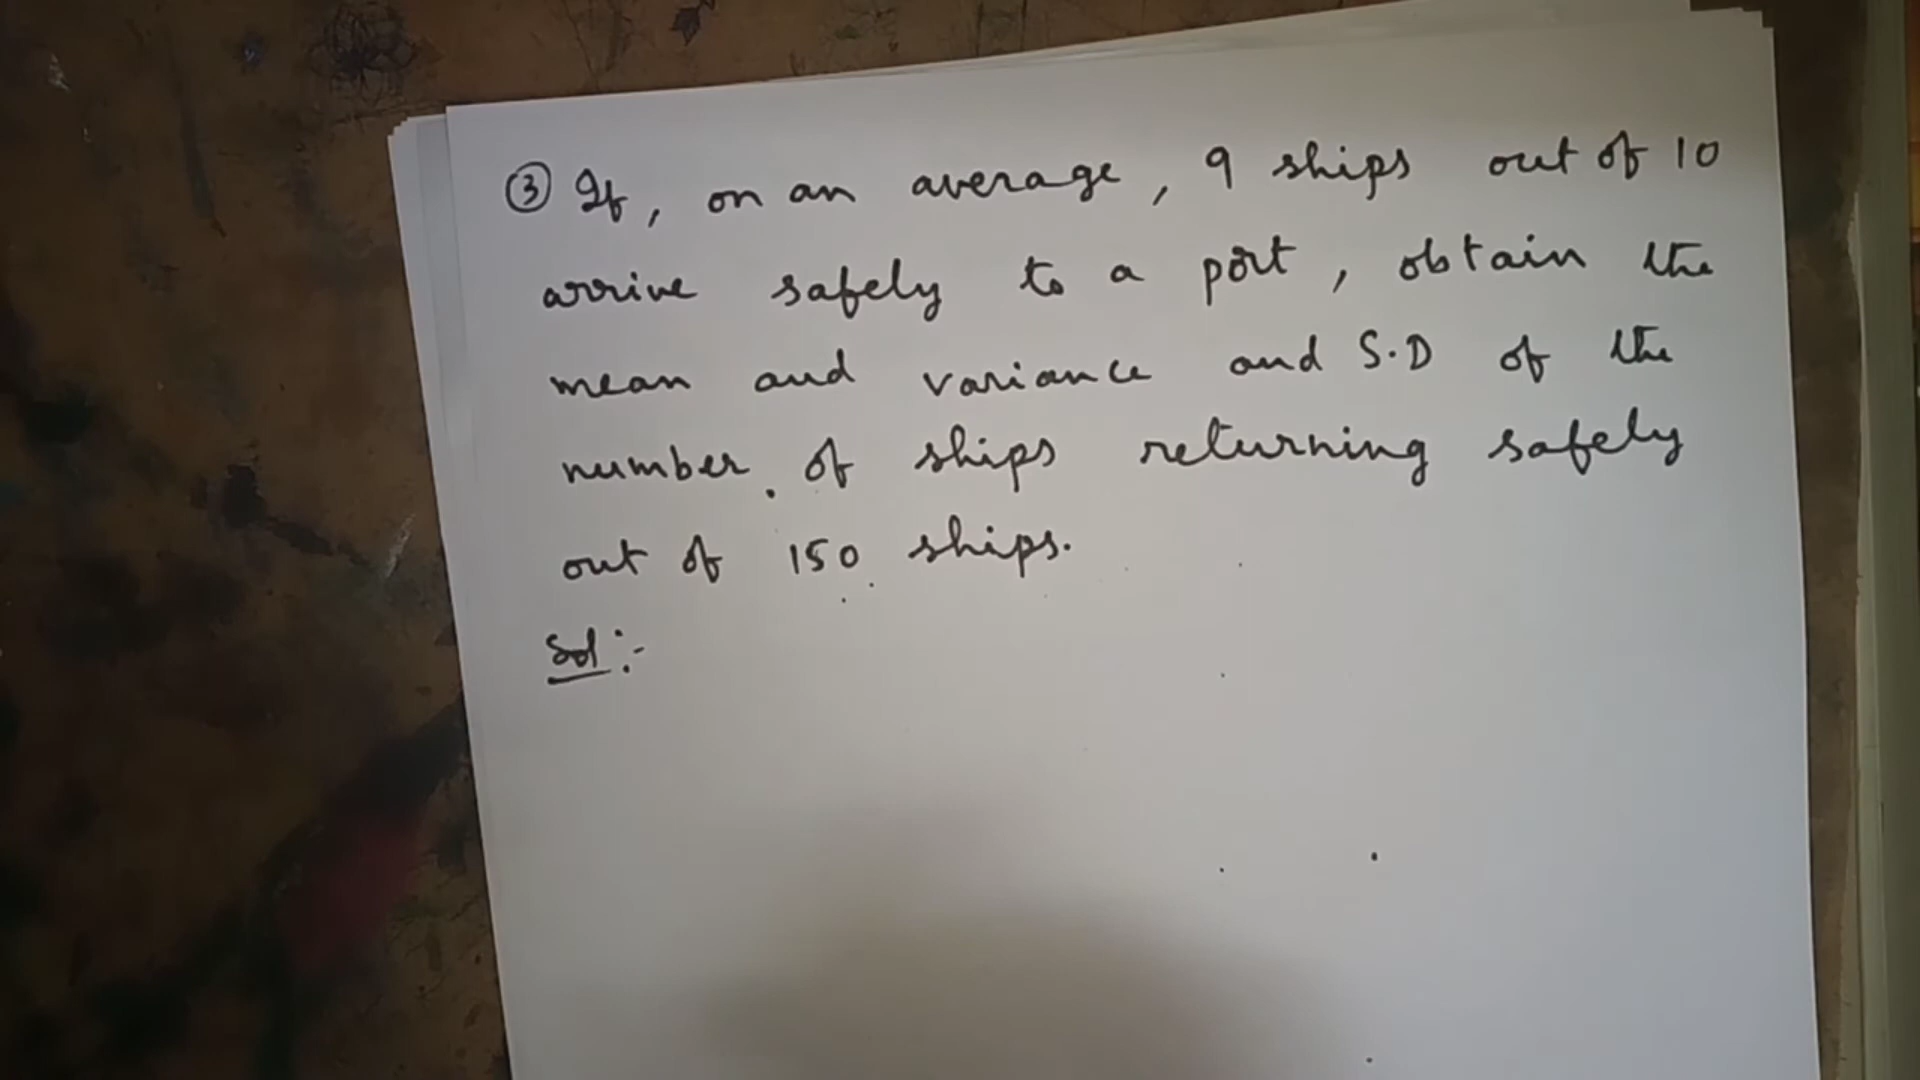 ③ If, on an average, 9 ships out of 10
arrive safely to a port, obtain the
mean and variance and S.D of the
number of ships returning safely
out of 150 ships.
Sol:-